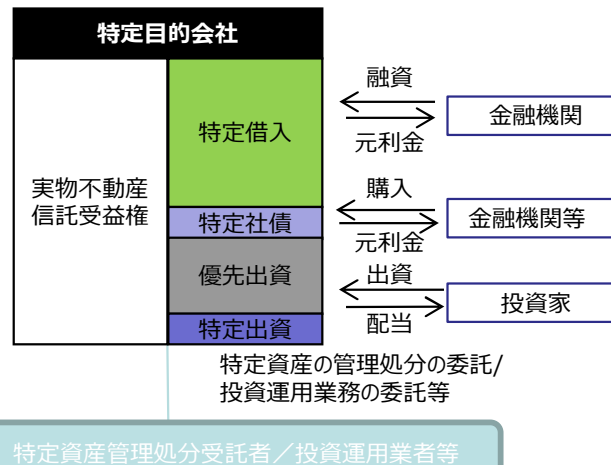 特定目的会社
実物不動産
信託受益権
特定借入
特定社債
優先出資
特定出資
融資
元利金
金融機関
購入
元利金
金融機関等
出資
配当
投資家
特定資産の管理処分の委託/
投資運用業務の委託等
特定資産管理処分受託者／投資運用業者等